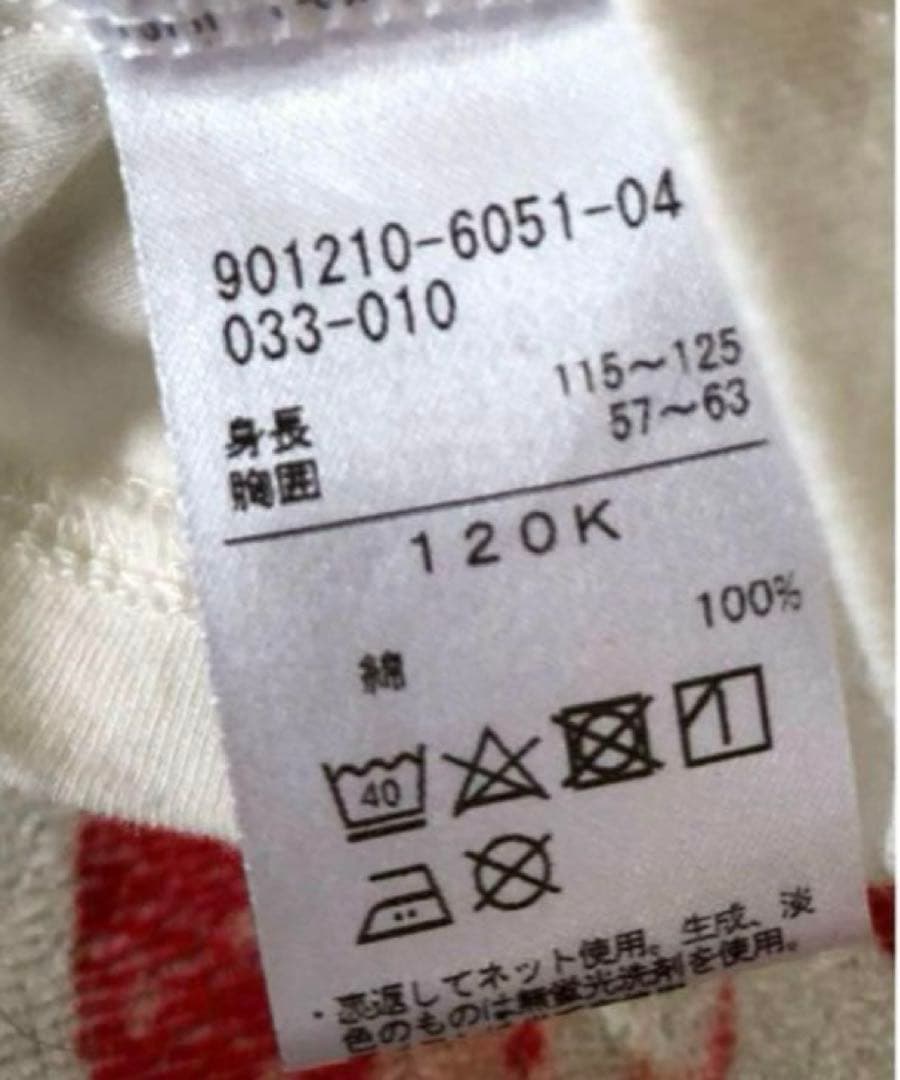 901210-6051-04
033-010
身長 115～125
胸囲 57～63
120K
綿 100%
40
・裏返してネット使用。生成、淡
色のものは無蛍光洗剤を使用。